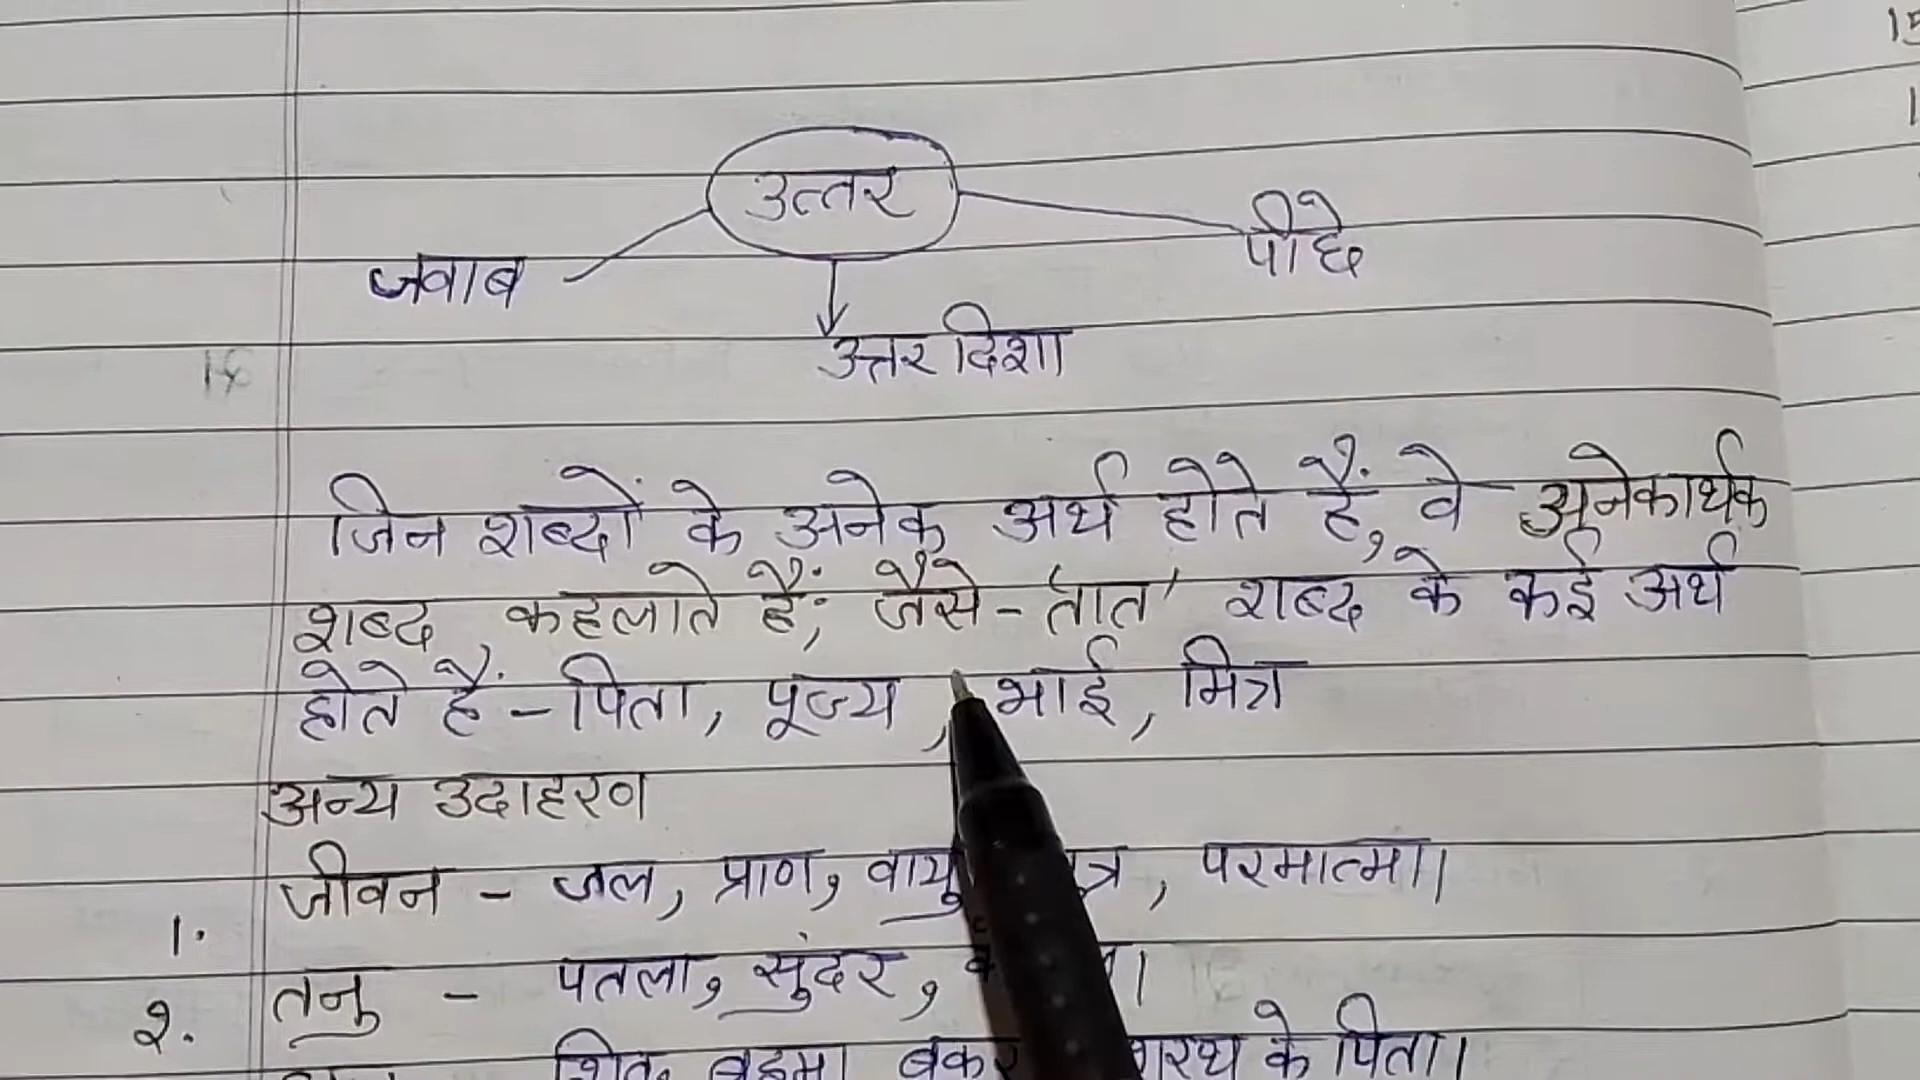 उत्तर
जवाब
पीछे
उत्तर दिशा
जिन शब्दों के अनेक अर्थ होते हैं, वे अनेकार्थक
शब्द कहलाते हैं; जैसे - 'तात' शब्द के कई अर्थ
होते हैं - पिता, पूज्य, भाई, मित्र
अन्य उदाहरण
1. जीवन - जल, प्राण, वायु परमात्मा।
२. तनु - पतला, सुंदर,
के पिता।